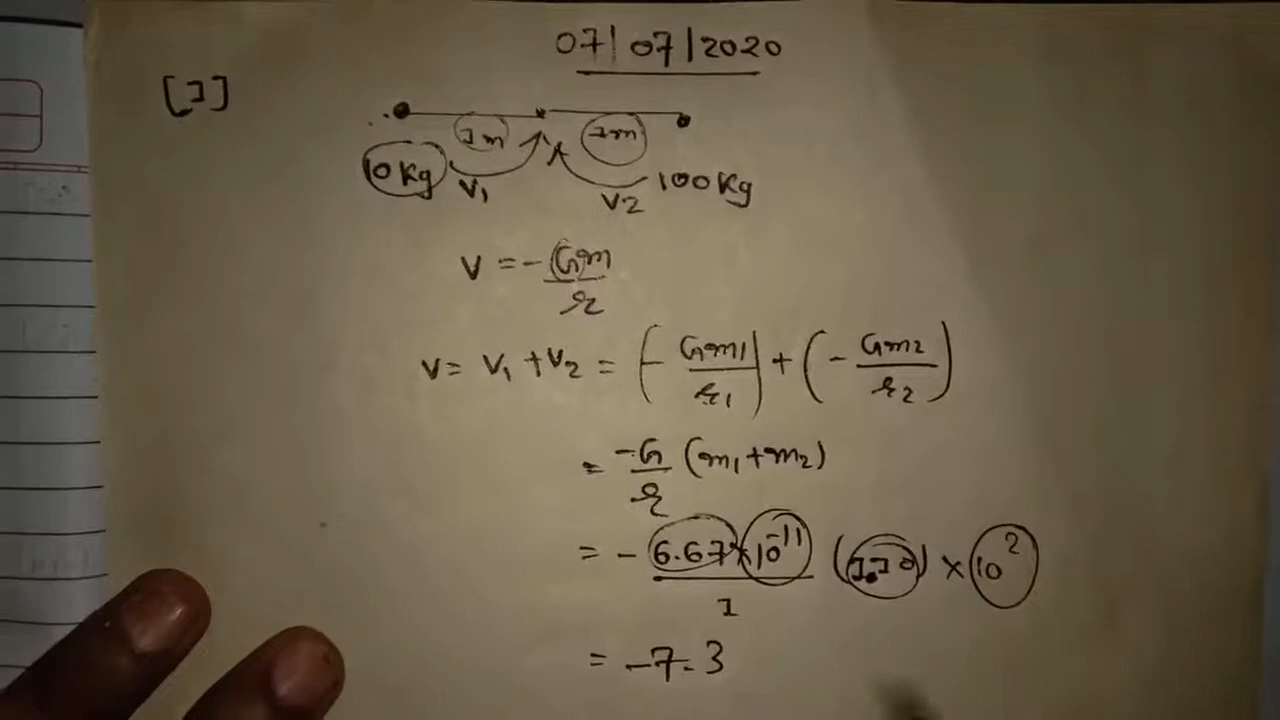 07/07/2020
[1]
1m 1m
10 Kg V1 V2 100 Kg
V = - Gm / r
V = V1 + V2 = (- Gm1 / r1) + (- Gm2 / r2)
= -G / r (m1+m2)
= - 6.67 × 10^-11 / 1 (1.10) × 10^2
= -7.3